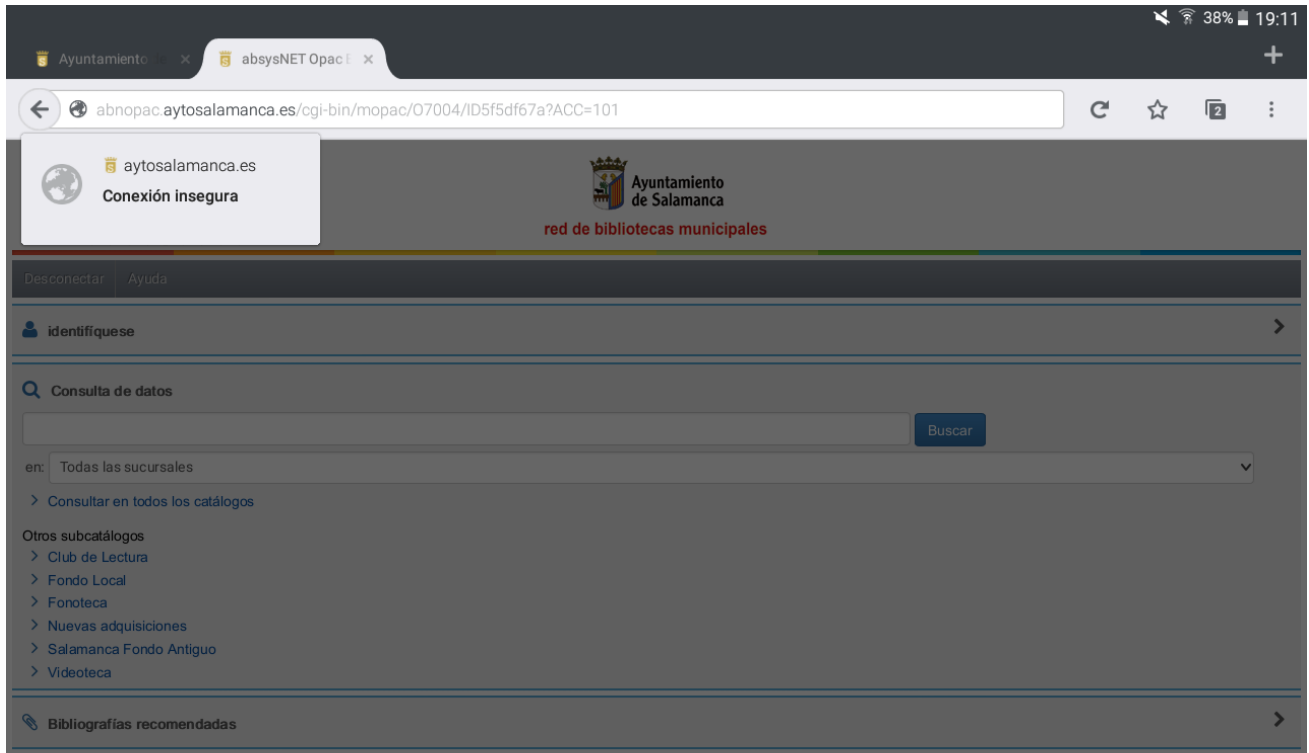 38% 19:11
Ayuntamiento absysNET Opac
abnopac.aytosalamanca.es/cgi-bin/mopac/O7004/ID5f5df67a?ACC=101
2
aytosalamanca.es
Conexión insegura
Ayuntamiento
de Salamanca
red de bibliotecas municipales
Desconectar Ayuda
identifíquese
Consulta de datos
Buscar
en: Todas las sucursales
Consultar en todos los catálogos
Otros subcatálogos
Club de Lectura
Fondo Local
Fonoteca
Nuevas adquisiciones
Salamanca Fondo Antiguo
Videoteca
Bibliografías recomendadas